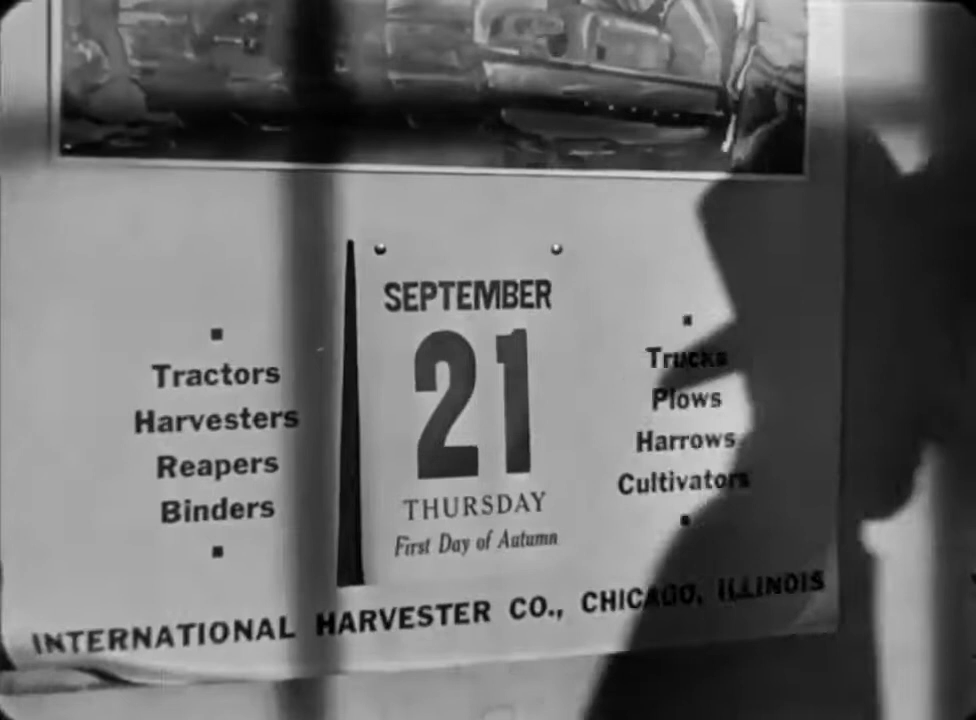 SEPTEMBER
21
THURSDAY
First Day of Autumn
Tractors
Harvesters
Reapers
Binders
Trucks
Plows
Harrows
Cultivators
INTERNATIONAL HARVESTER CO., CHICAGO, ILLINOIS